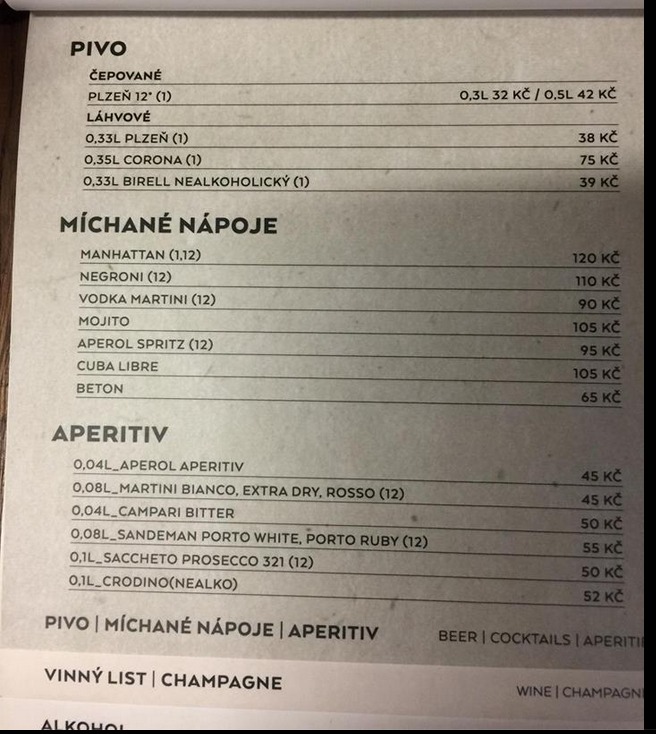 PIVO
ČEPOVANÉ
PLZEŇ 12° (1) 0,3L 32 KČ / 0,5L 42 KČ
LÁHVOVÉ
0,33L PLZEŇ (1) 38 KČ
0,35L CORONA (1) 75 KČ
0,33L BIRELL NEALKOHOLICKÝ (1) 39 KČ
MÍCHANÉ NÁPOJE
MANHATTAN (1,12) 120 KČ
NEGRONI (12) 110 KČ
VODKA MARTINI (12) 90 KČ
MOJITO 105 KČ
APEROL SPRITZ (12) 95 KČ
CUBA LIBRE 105 KČ
BETON 65 KČ
APERITIV
0,04L_APEROL APERITIV 45 KČ
0,08L_MARTINI BIANCO, EXTRA DRY, ROSSO (12) 45 KČ
0,04L_CAMPARI BITTER 50 KČ
0,08L_SANDEMAN PORTO WHITE, PORTO RUBY (12) 55 KČ
0,1L_SACCHETO PROSECCO 321 (12) 50 KČ
0,1L_CRODINO(NEALKO) 52 KČ
PIVO | MÍCHANÉ NÁPOJE | APERITIV BEER | COCKTAILS | APERITI
VINNÝ LIST | CHAMPAGNE WINE | CHAMPAGN
ALKOHOL